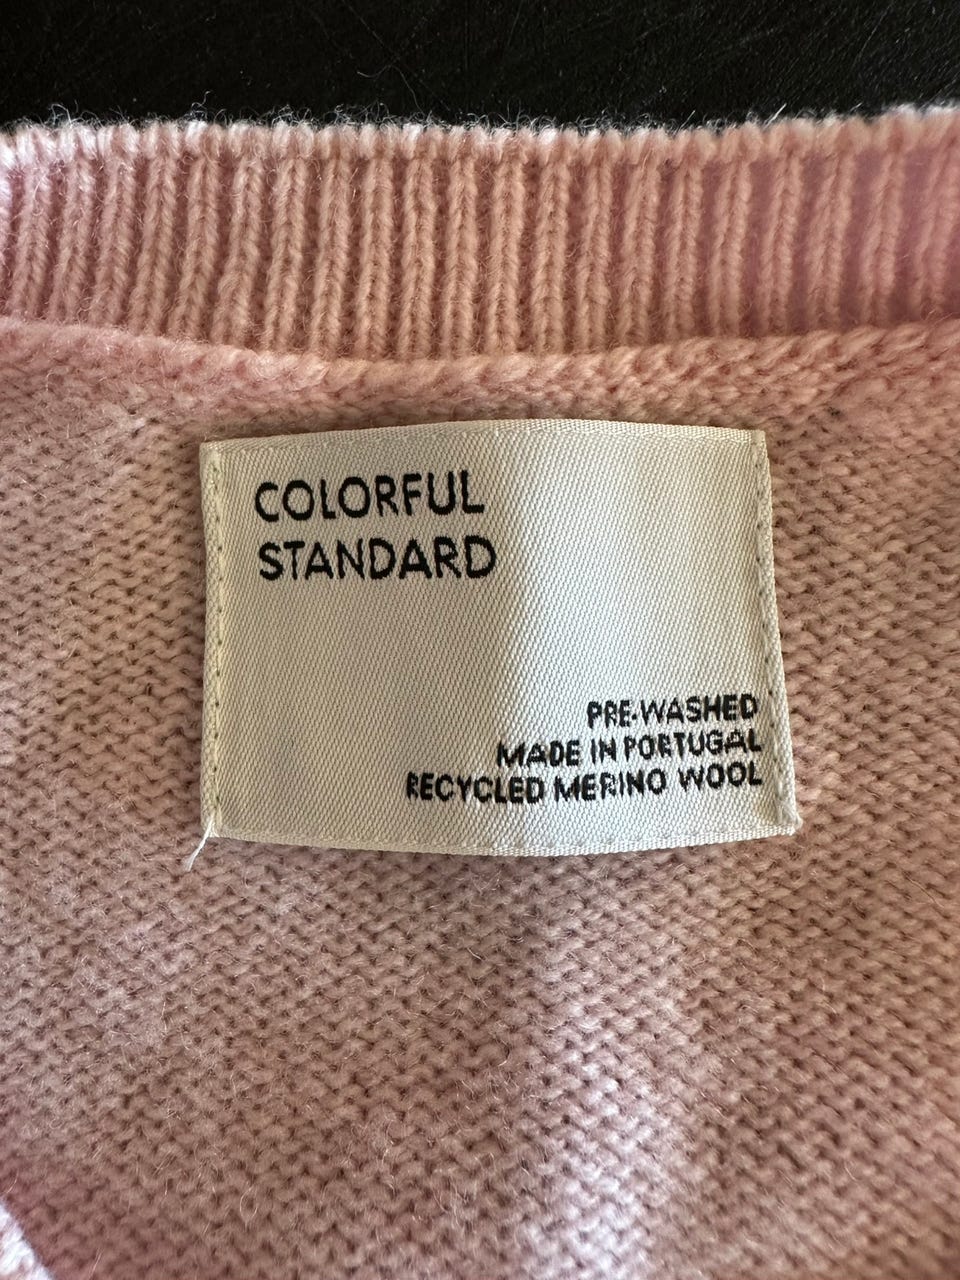 COLORFUL
STANDARD
PRE-WASHED
MADE IN PORTUGAL
RECYCLED MERINO WOOL